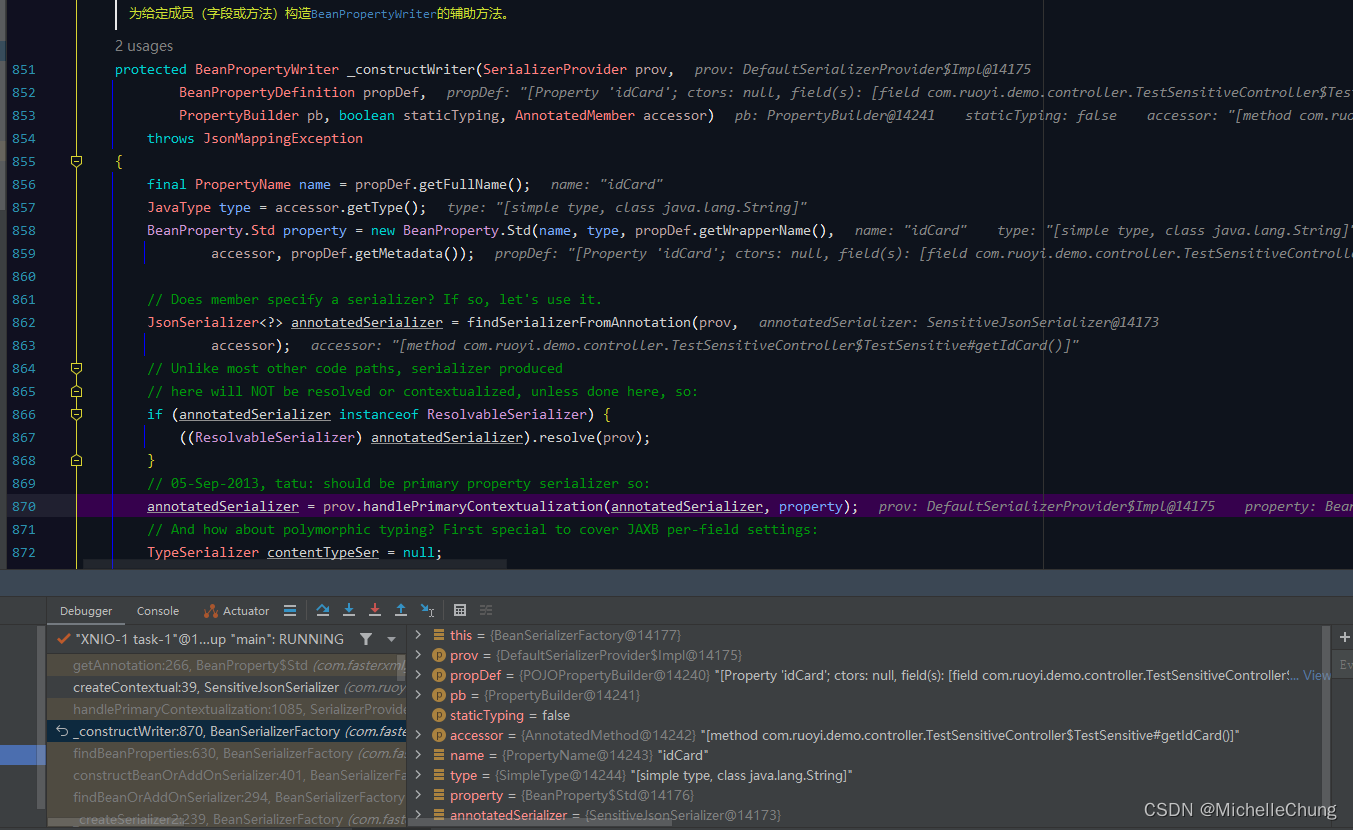 为给定成员（字段或方法）构造BeanPropertyWriter的辅助方法。
2 usages
851 protected BeanPropertyWriter _constructWriter(SerializerProvider prov, prov: DefaultSerializerProvider$Impl@14175
852 BeanPropertyDefinition propDef, propDef: "[Property 'idCard'; ctors: null, field(s): [field com.ruoyi.demo.controller.TestSensitiveController$Tes
853 PropertyBuilder pb, boolean staticTyping, AnnotatedMember accessor) pb: PropertyBuilder@14241 staticTyping: false accessor: "[method com.ruo
854 throws JsonMappingException
855 {
856 final PropertyName name = propDef.getFullName(); name: "idCard"
857 JavaType type = accessor.getType(); type: "[simple type, class java.lang.String]"
858 BeanProperty.Std property = new BeanProperty.Std(name, type, propDef.getWrapperName(), name: "idCard" type: "[simple type, class java.lang.String]"
859 accessor, propDef.getMetadata()); propDef: "[Property 'idCard'; ctors: null, field(s): [field com.ruoyi.demo.controller.TestSensitiveControll
860
861 // Does member specify a serializer? If so, let's use it.
862 JsonSerializer<?> annotatedSerializer = findSerializerFromAnnotation(prov, annotatedSerializer: SensitiveJsonSerializer@14173
863 accessor); accessor: "[method com.ruoyi.demo.controller.TestSensitiveController$TestSensitive#getIdCard()]"
864 // Unlike most other code paths, serializer produced
865 // here will NOT be resolved or contextualized, unless done here, so:
866 if (annotatedSerializer instanceof ResolvableSerializer) {
867 ((ResolvableSerializer) annotatedSerializer).resolve(prov);
868 }
869 // 05-Sep-2013, tatu: should be primary property serializer so:
870 annotatedSerializer = prov.handlePrimaryContextualization(annotatedSerializer, property); prov: DefaultSerializerProvider$Impl@14175 property: Bean
871 // And how about polymorphic typing? First special to cover JAXB per-field settings:
872 TypeSerializer contentTypeSer = null;
Debugger Console Actuator
"XNIO-1 task-1"@1...up "main": RUNNING
getAnnotation:266, BeanProperty$Std (com.fasterxml
createContextual:39, SensitiveJsonSerializer (com.ruoy
handlePrimaryContextualization:1085, SerializerProvide
_constructWriter:870, BeanSerializerFactory (com.faste
findBeanProperties:630, BeanSerializerFactory (com.fa
constructBeanOrAddOnSerializer:401, BeanSerializerFa
findBeanOrAddOnSerializer:294, BeanSerializerFactory
_createSerializer2:239, BeanSerializerFactory (com.fast
this = {BeanSerializerFactory@14177}
prov = {DefaultSerializerProvider$Impl@14175}
propDef = {POJOPropertyBuilder@14240} "[Property 'idCard'; ctors: null, field(s): [field com.ruoyi.demo.controller.TestSensitiveController!... View
pb = {PropertyBuilder@14241}
staticTyping = false
accessor = {AnnotatedMethod@14242} "[method com.ruoyi.demo.controller.TestSensitiveController$TestSensitive#getIdCard()]"
name = {PropertyName@14243} "idCard"
type = {SimpleType@14244} "[simple type, class java.lang.String]"
property = {BeanProperty$Std@14176}
annotatedSerializer = {SensitiveJsonSerializer@14173}
Ev
CSDN @MichelleChung